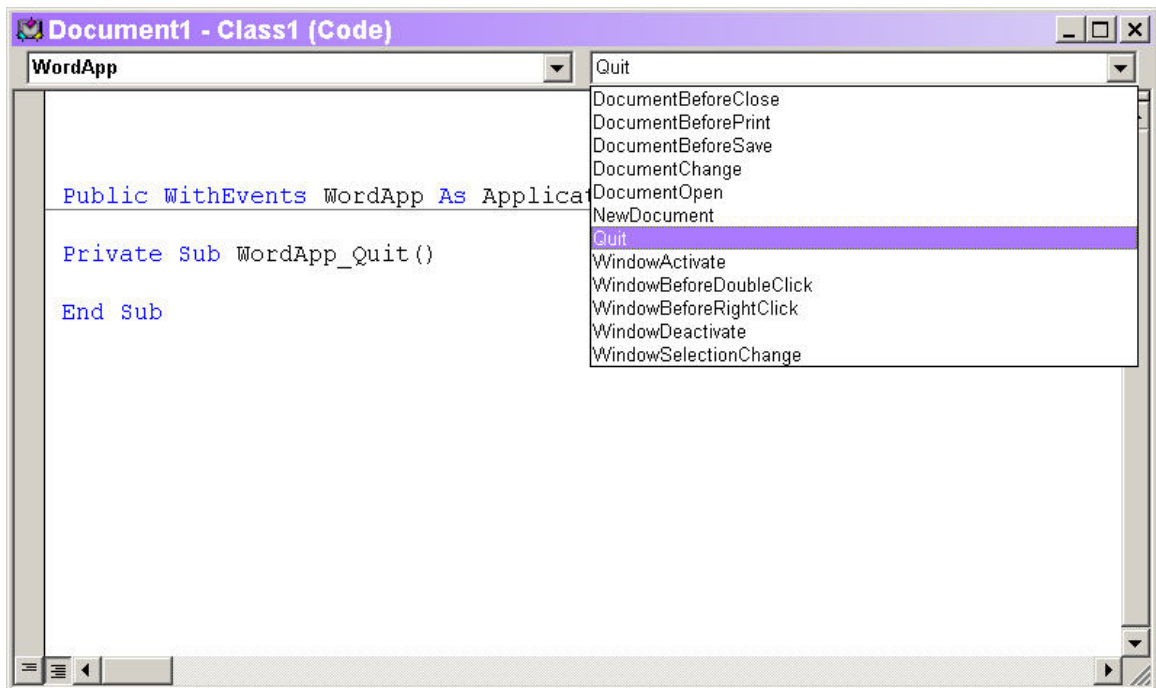 Document1 - Class1 (Code)
WordApp
Quit
DocumentBeforeClose
DocumentBeforePrint
DocumentBeforeSave
DocumentChange
DocumentOpen
NewDocument
Quit
WindowActivate
WindowBeforeDoubleClick
WindowBeforeRightClick
WindowDeactivate
WindowSelectionChange
Public WithEvents WordApp As Applicat
Private Sub WordApp_Quit()
End Sub